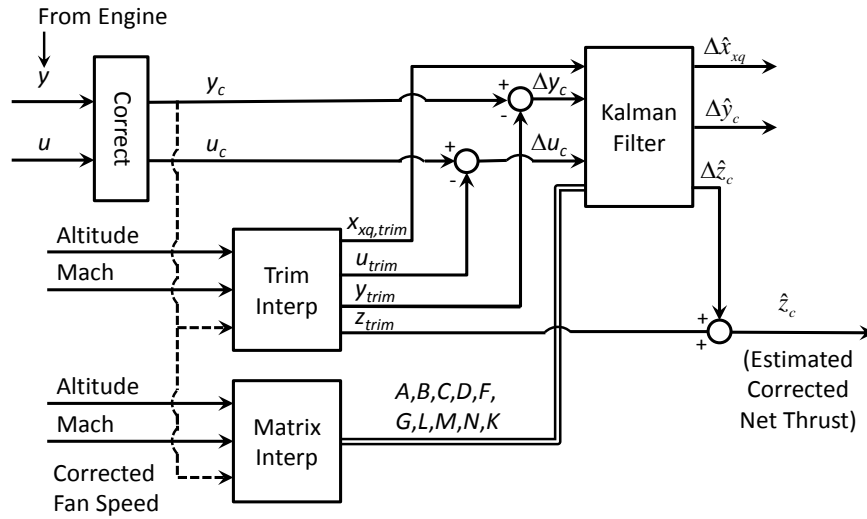 From Engine
y
u
Correct
y_c
u_c
+
-
Δy_c
+
-
Δu_c
Kalman
Filter
Δx̂_xq
Δŷ_c
Δẑ_c
Altitude
Mach
Trim
Interp
x_xq,trim
u_trim
y_trim
z_trim
+
+
ẑ_c
(Estimated
Corrected
Net Thrust)
Altitude
Mach
Corrected
Fan Speed
Matrix
Interp
A,B,C,D,F,
G,L,M,N,K